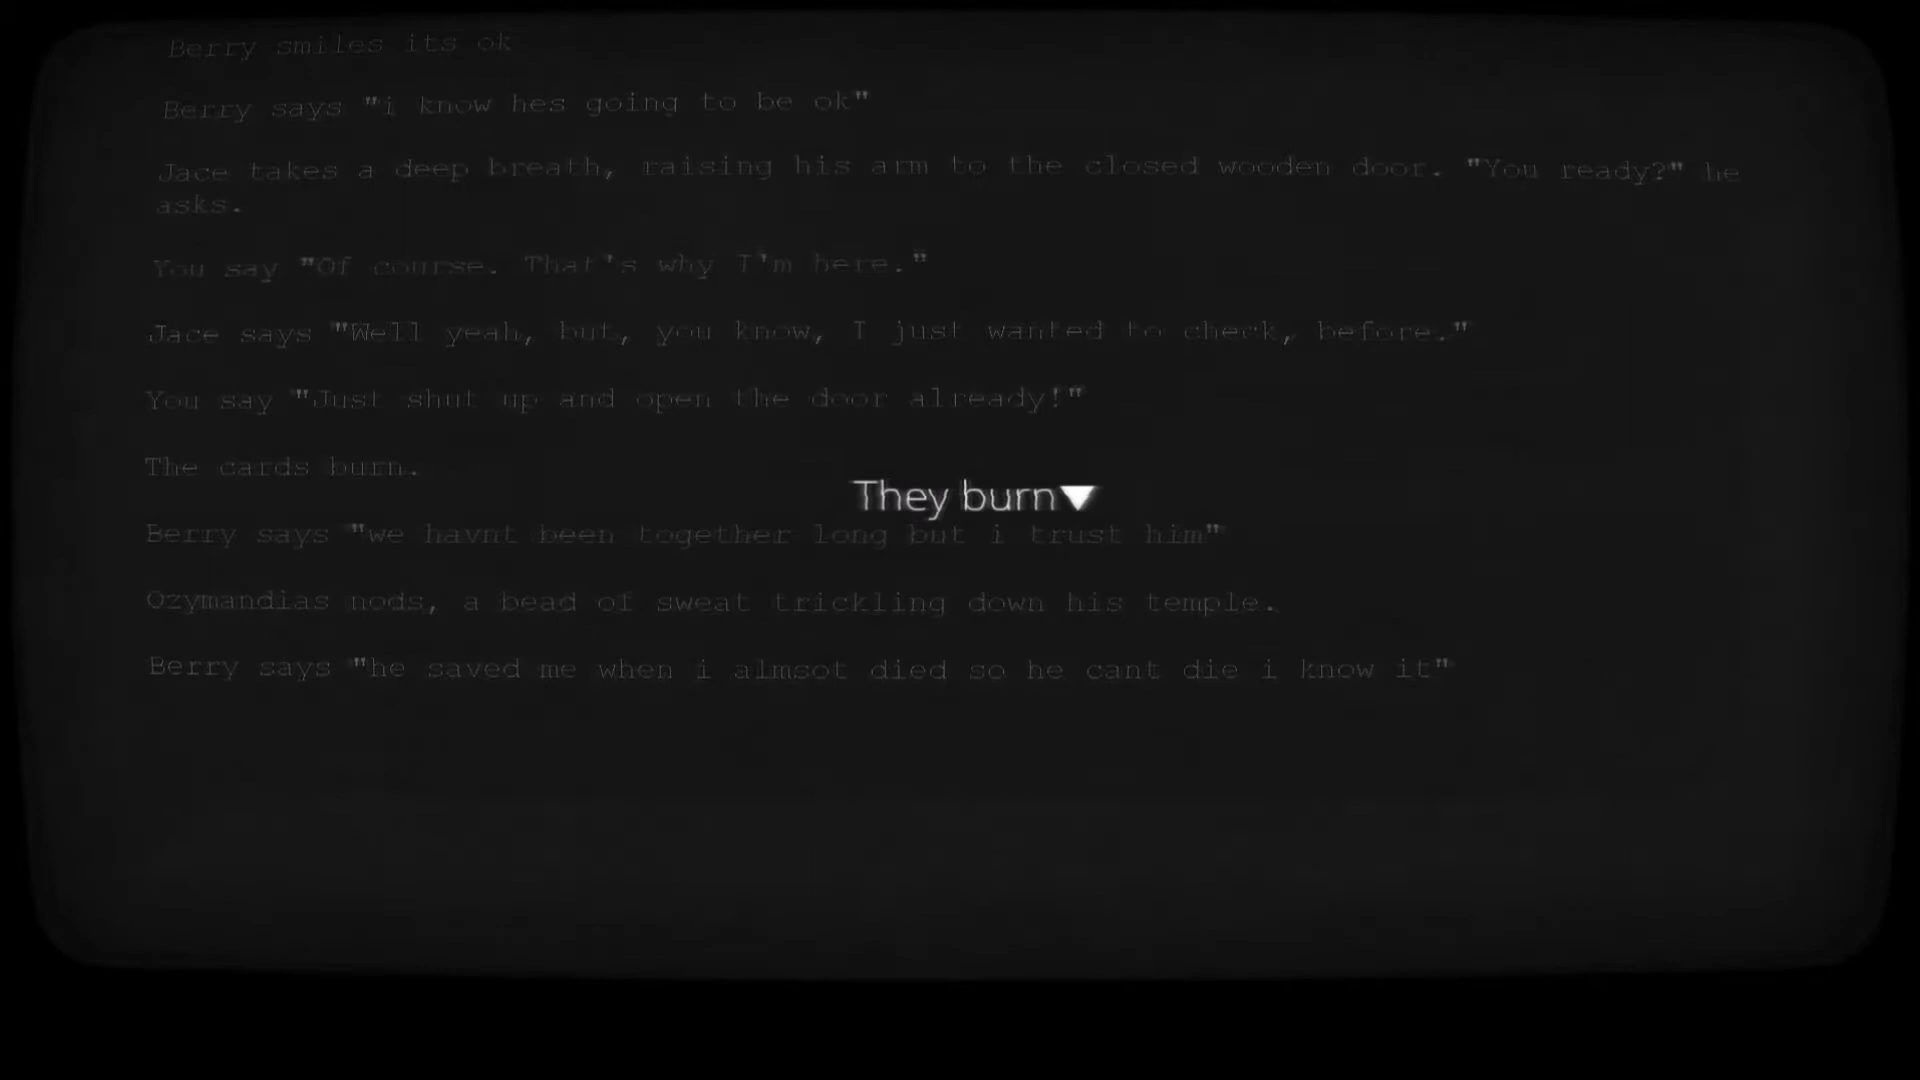 Berry smiles its ok
Berry says "i know hes going to be ok"
Jace takes a deep breath, raising his arm to the closed wooden door. "You ready?" he
asks.
You say "Of course. That's why I'm here."
Jace says "Well yeah, but, you know, I just wanted to check, before."
You say "Just shut up and open the door already!"
The cards burn.
They burn▼
Berry says "we havnt been together long but i trust him"
Ozymandias nods, a bead of sweat trickling down his temple.
Berry says "he saved me when i almsot died so he cant die i know it"